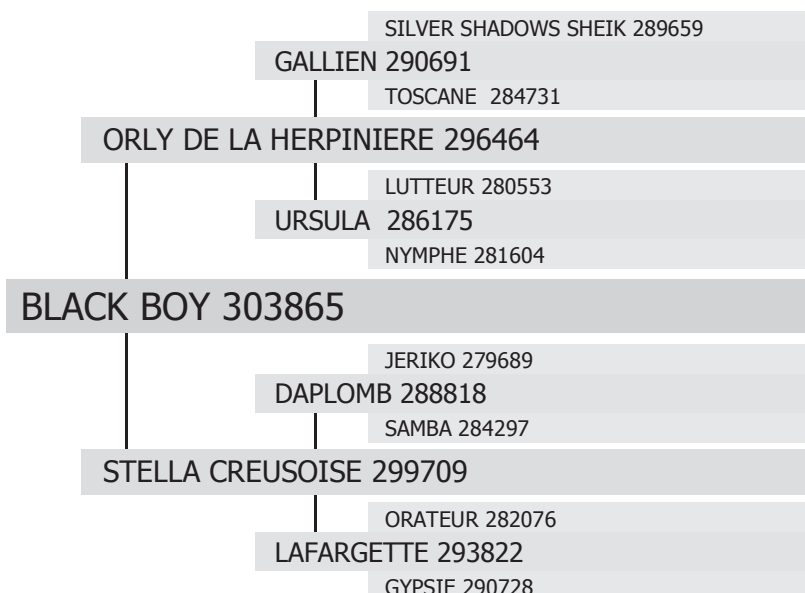 SILVER SHADOWS SHEIK 289659
GALLIEN 290691
TOSCANE 284731
ORLY DE LA HERPINIERE 296464
LUTTEUR 280553
URSULA 286175
NYMPHE 281604
BLACK BOY 303865
JERIKO 279689
DAPLOMB 288818
SAMBA 284297
STELLA CREUSOISE 299709
ORATEUR 282076
LAFARGETTE 293822
GYPSIE 290728